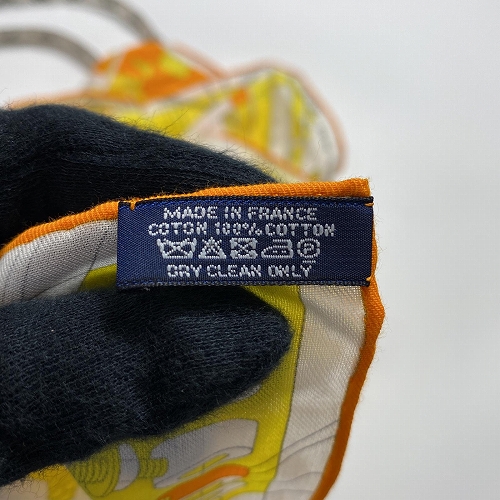 MADE IN FRANCE
COTON 100% COTTON
DRY CLEAN ONLY